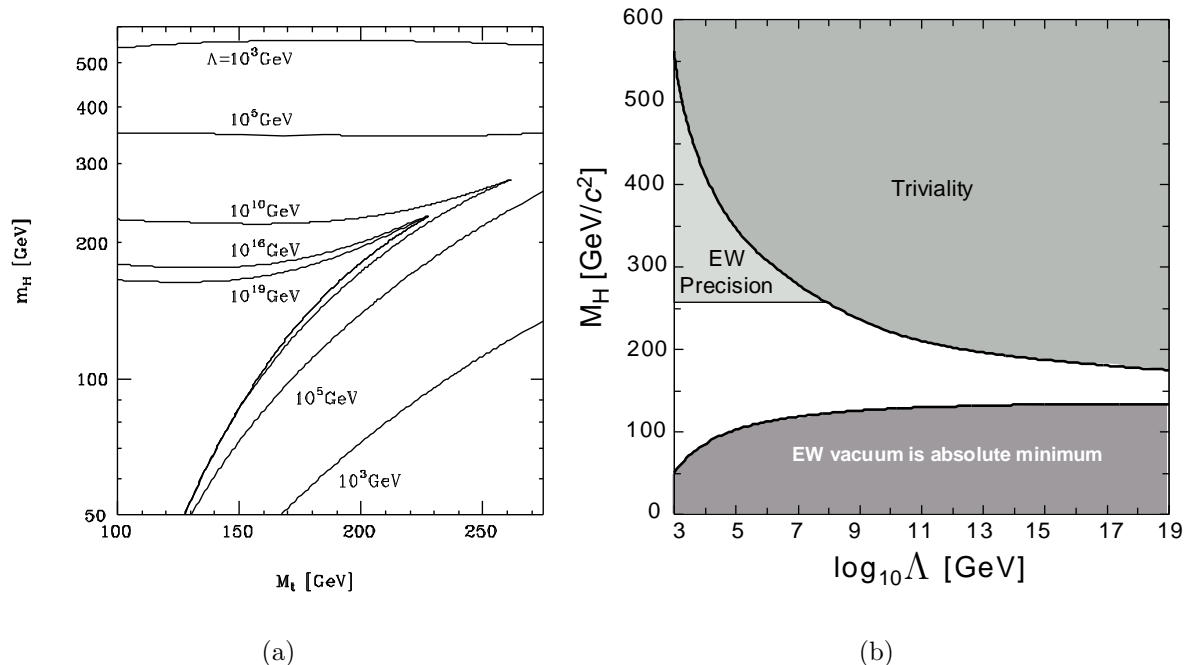 500
400
300
200
100
50
m_H [GeV]
Λ=10³GeV
10⁵GeV
10¹⁰GeV
10¹⁶GeV
10¹⁹GeV
10⁵GeV
10³GeV
100 150 200 250
M_t [GeV]
(a)
600
500
400
300
200
100
0
M_H [GeV/c²]
Triviality
EW
Precision
EW vacuum is absolute minimum
3 5 7 9 11 13 15 17 19
log₁₀Λ [GeV]
(b)